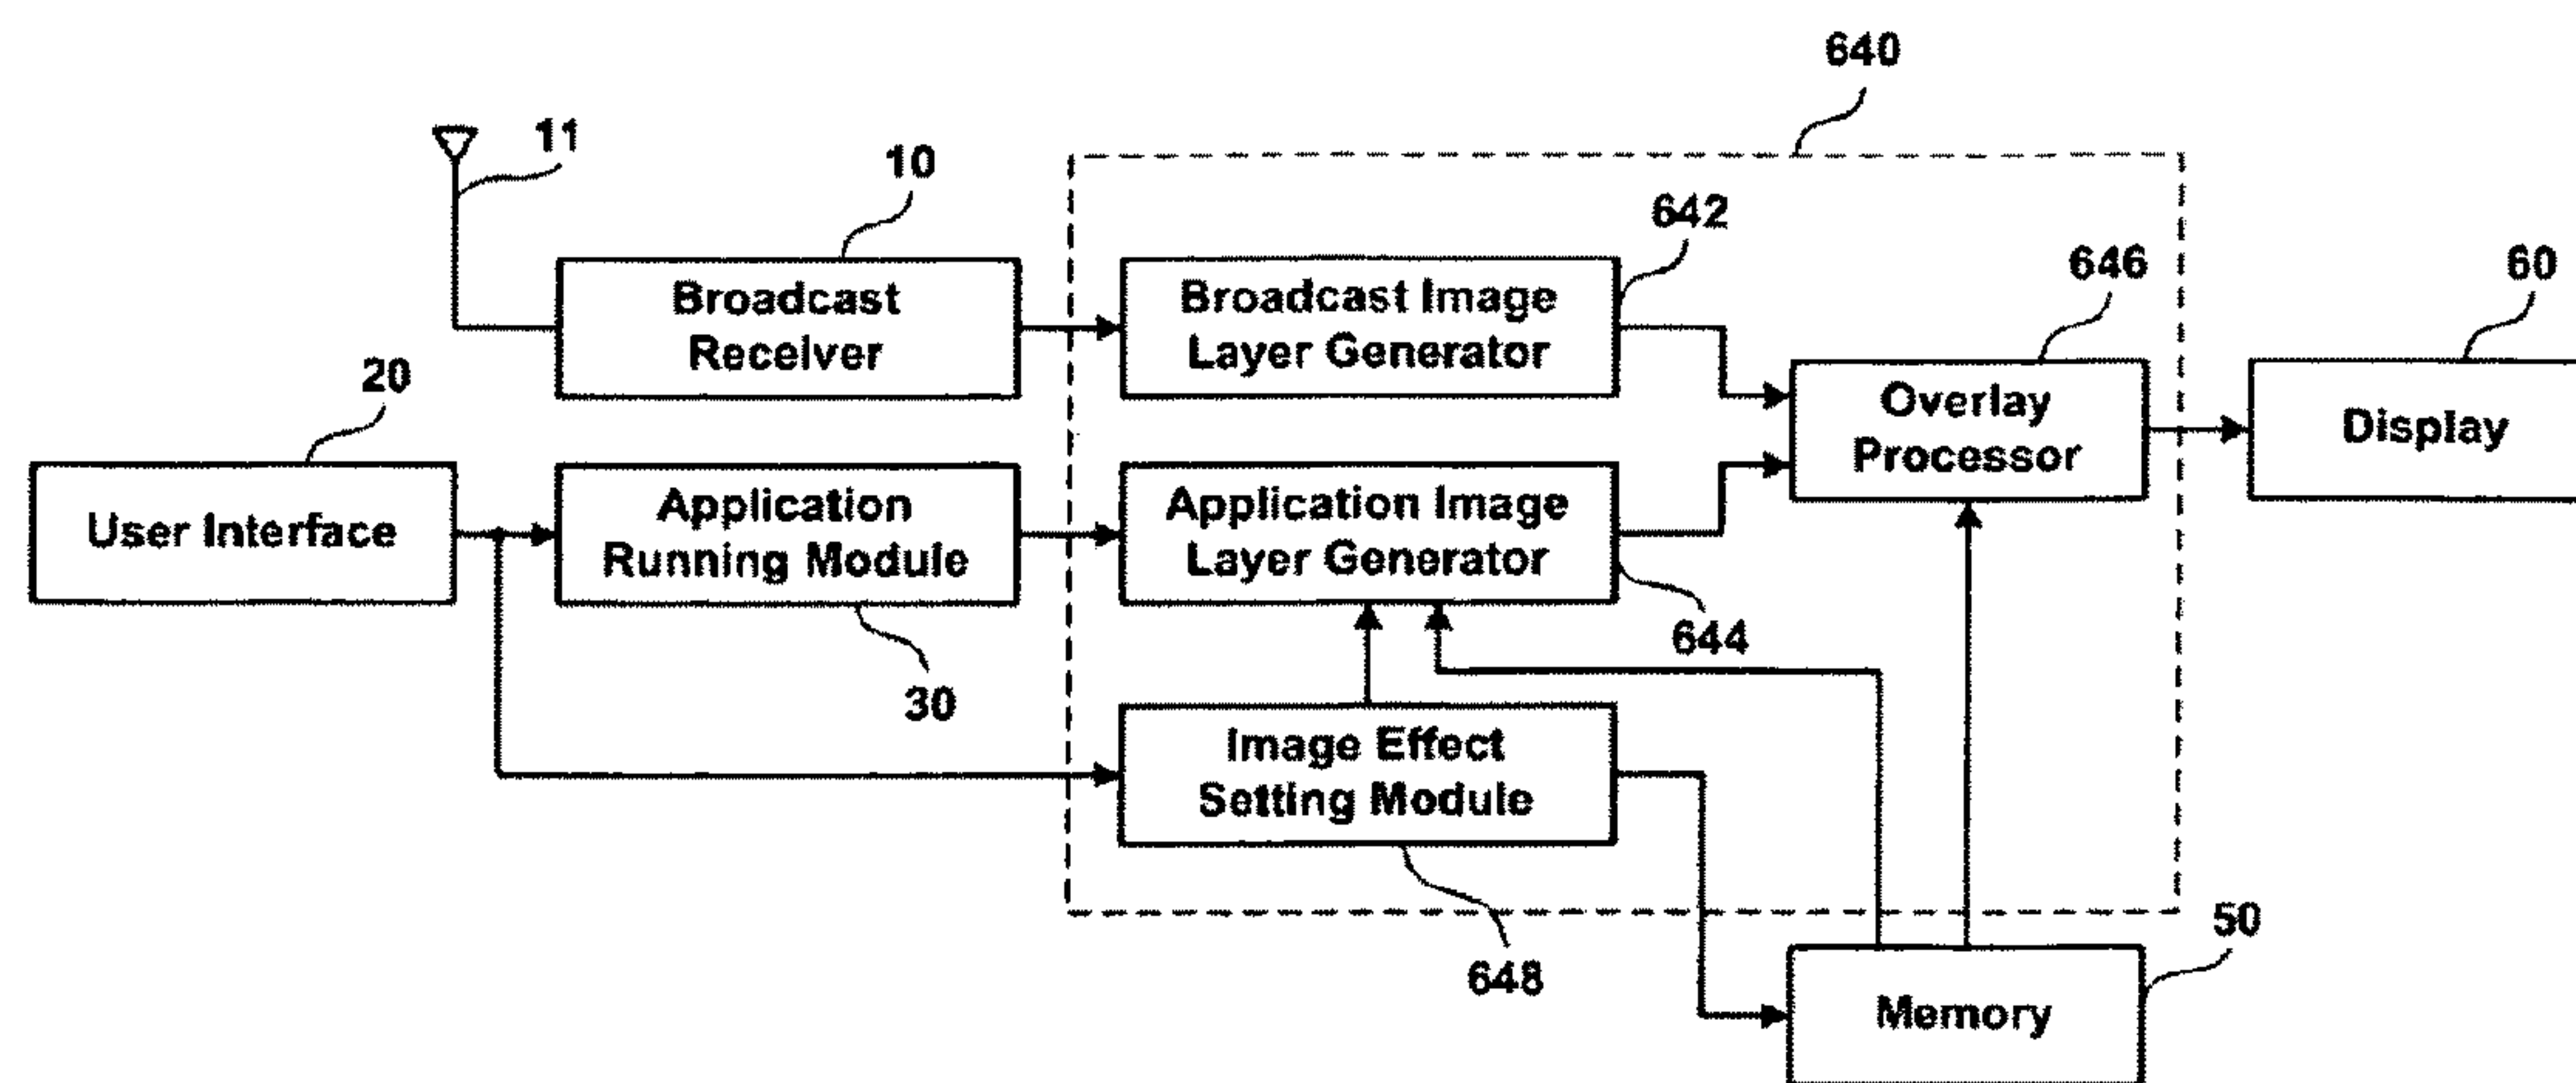 640
11
10
642
646
60
Broadcast
Receiver
Broadcast Image
Layer Generator
20
Overlay
Processor
Display
User Interface
Application
Running Module
Application Image
Layer Generator
644
30
Image Effect
Setting Module
648
50
Memory